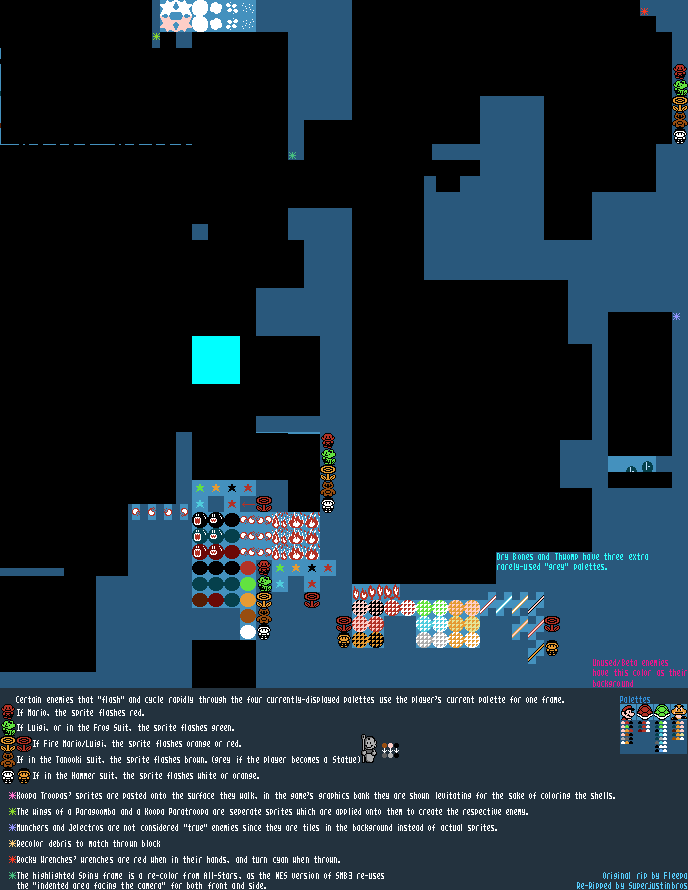 Dry Bones and Thwomp have three extra
rarely-used "grey" palettes.
Unused/Beta enemies
have this color as their
background
Certain enemies that "flash" and cycle rapidly through the four currently-displayed palettes use the player's current palette for one frame.
If Mario, the sprite flashes red.
If Luigi, or in the Frog Suit, the sprite flashes green.
If Fire Mario/Luigi, the sprite flashes orange or red.
If in the Tanooki suit, the sprite flashes brown. (grey if the player becomes a Statue)
If in the Hammer suit, the sprite flashes white or orange.
Palettes
Koopa Troopas' sprites are pasted onto the surface they walk, in the game's graphics bank they are shown levitating for the sake of coloring the shells.
The wings of a Paragoomba and a Koopa Paratroopa are seperate sprites which are applied onto them to create the respective enemy.
Munchers and Jelectros are not considered "true" enemies since they are tiles in the background instead of actual sprites.
Recolor debris to match thrown block
Rocky Wrenches' wrenches are red when in their hands, and turn cyan when thrown.
The highlighted Spiny frame is a re-color from All-Stars, as the NES version of SMB3 re-uses
the "indented area facing the camera" for both front and side.
Original rip by Fleepa
Re-Ripped by Superjustinbros